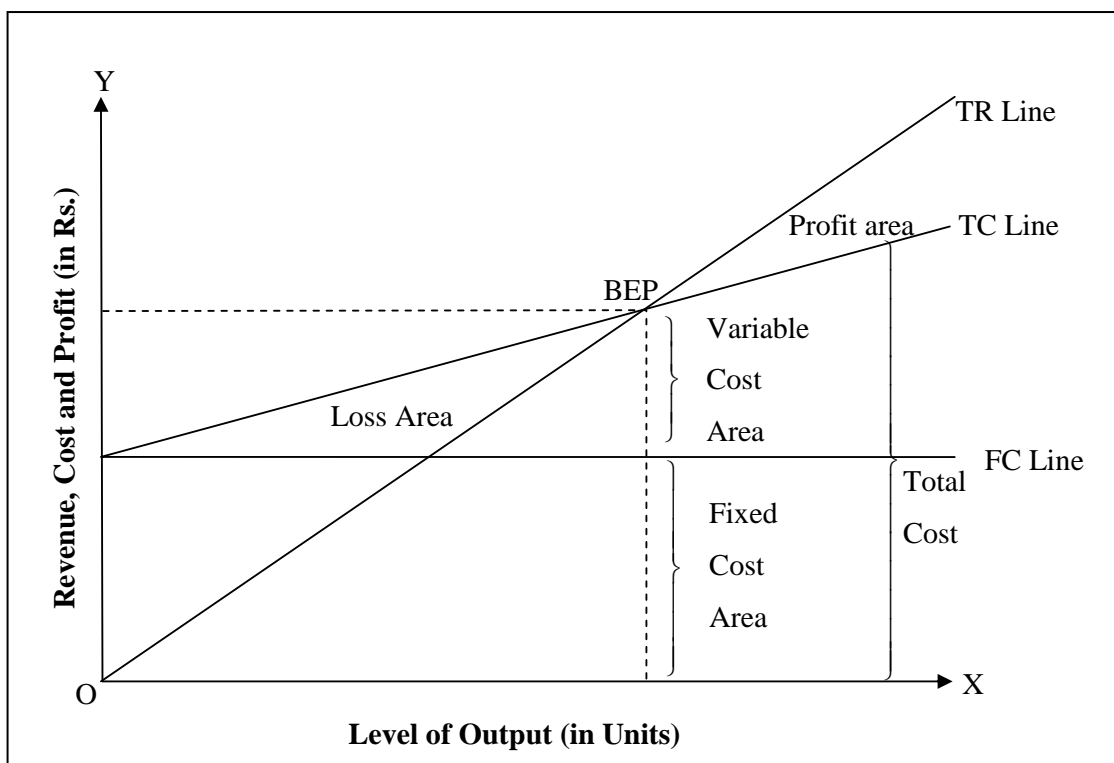 Y
TR Line
Profit area
TC Line
BEP
Variable
Cost
Area
Loss Area
FC Line
Total
Cost
Fixed
Cost
Area
Revenue, Cost and Profit (in Rs.)
O
X
Level of Output (in Units)